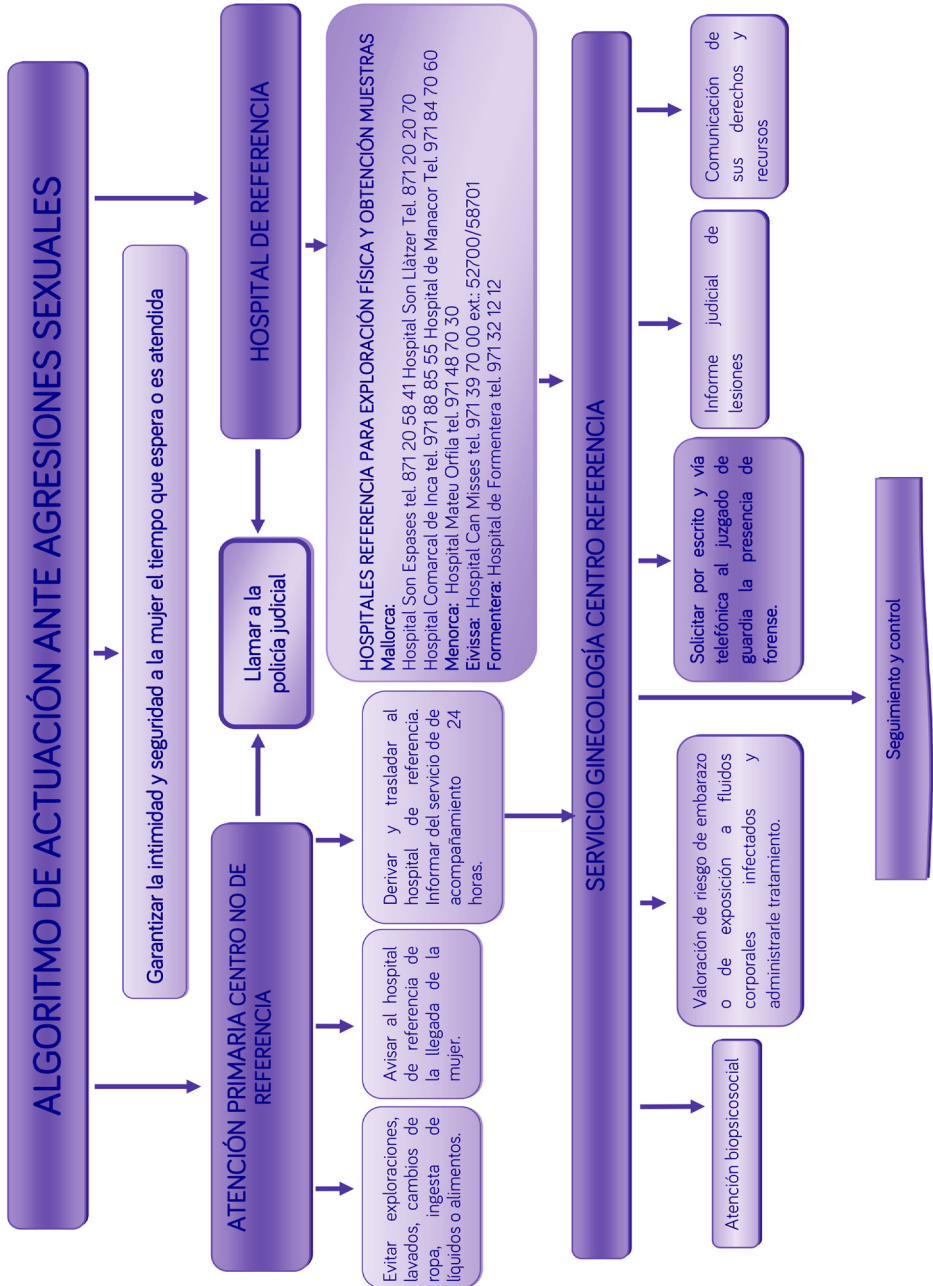 ALGORITMO DE ACTUACIÓN ANTE AGRESIONES SEXUALES
Garantizar la intimidad y seguridad a la mujer el tiempo que espera o es atendida
ATENCIÓN PRIMARIA CENTRO NO DE
REFERENCIA
Llamar a la
policía judicial
HOSPITAL DE REFERENCIA
Evitar exploraciones,
lavados, cambios de
ropa, ingesta de
líquidos o alimentos.
Avisar al hospital
de referencia de
la llegada de la
mujer.
Derivar y trasladar al
hospital de referencia.
Informar del servicio de de
acompañamiento 24
horas.
HOSPITALES REFERENCIA PARA EXPLORACIÓN FÍSICA Y OBTENCIÓN MUESTRAS
Mallorca:
Hospital Son Espases tel. 871 20 58 41 Hospital Son Llàtzer Tel. 871 20 20 70
Hospital Comarcal de Inca tel. 971 88 85 55 Hospital de Manacor Tel. 971 84 70 60
Menorca: Hospital Mateu Orfila tel. 971 48 70 30
Eivissa: Hospital Can Misses tel. 971 39 70 00 ext.: 52700/58701
Formentera: Hospital de Formentera tel. 971 32 12 12
SERVICIO GINECOLOGÍA CENTRO REFERENCIA
Atención biopsicosocial
Valoración de riesgo de embarazo
o de exposición a fluidos
corporales infectados y
administrarle tratamiento.
Solicitar por escrito y vía
telefónica al juzgado de
guardia la presencia de
forense.
Informe judicial de
lesiones
Comunicación de
sus derechos y
recursos
Seguimiento y control